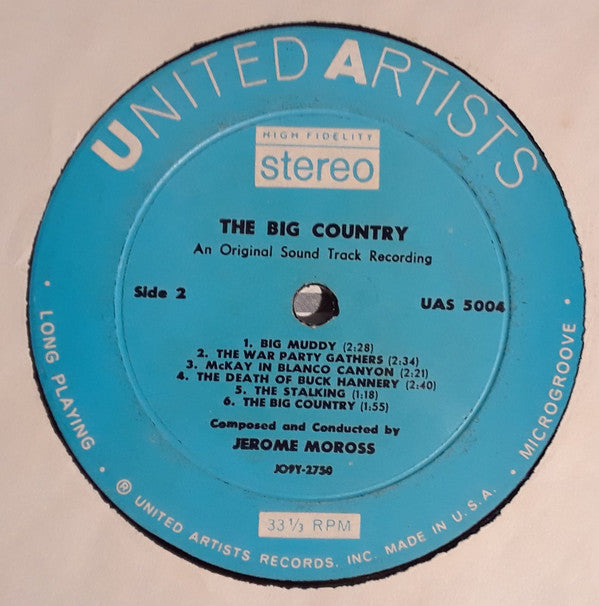 UNITED ARTISTS
HIGH FIDELITY
stereo
THE BIG COUNTRY
An Original Sound Track Recording
Side 2
UAS 5004
1. BIG MUDDY (2:28)
2. THE WAR PARTY GATHERS (2:34)
3. McKAY IN BLANCO CANYON (2:21)
4. THE DEATH OF BUCK HANNERY (2:40)
5. THE STALKING (1:18)
6. THE BIG COUNTRY (1:55)
Composed and Conducted by
JEROME MOROSS
JO9Y-2750
33 1/3 RPM
• LONG PLAYING • ® UNITED ARTISTS RECORDS, INC. MADE IN U.S.A. • MICROGROOVE •